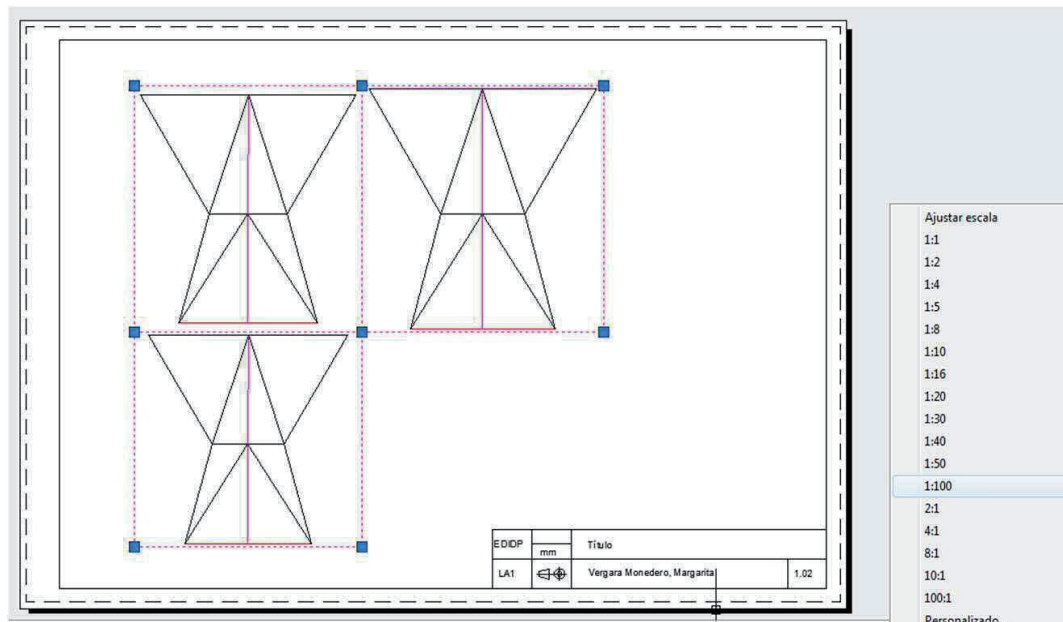 Ajustar escala
1:1
1:2
1:4
1:5
1:8
1:10
1:16
1:20
1:30
1:40
1:50
1:100
2:1
4:1
8:1
10:1
100:1
Personalizado
EDIDP
mm
Título
LA1
Vergara Monedero, Margarita
1.02